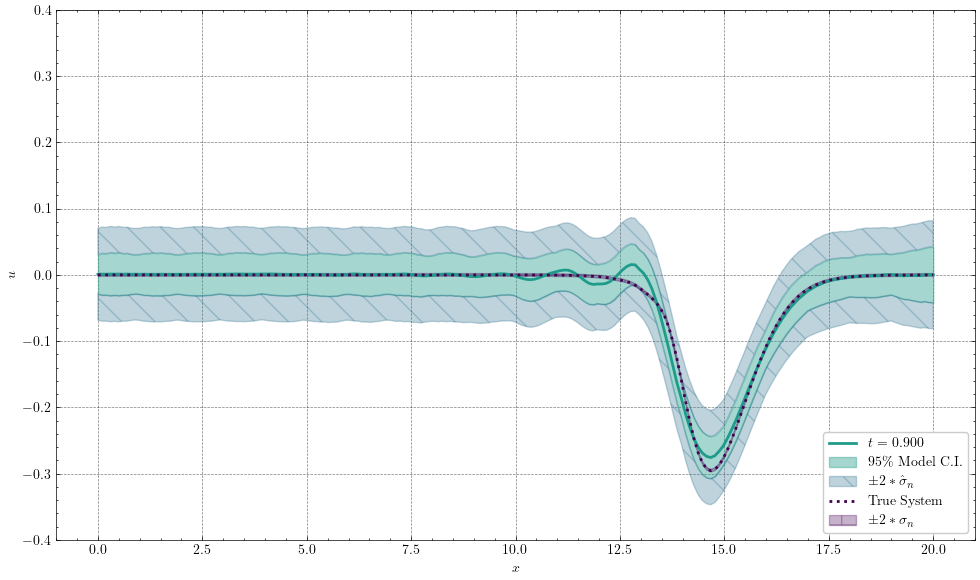 0.4
0.3
0.2
0.1
0.0
−0.1
−0.2
−0.3
−0.4
u
0.0 2.5 5.0 7.5 10.0 12.5 15.0 17.5 20.0
x
t = 0.900
95% Model C.I.
±2 ∗ σ̂ₙ
True System
±2 ∗ σₙ